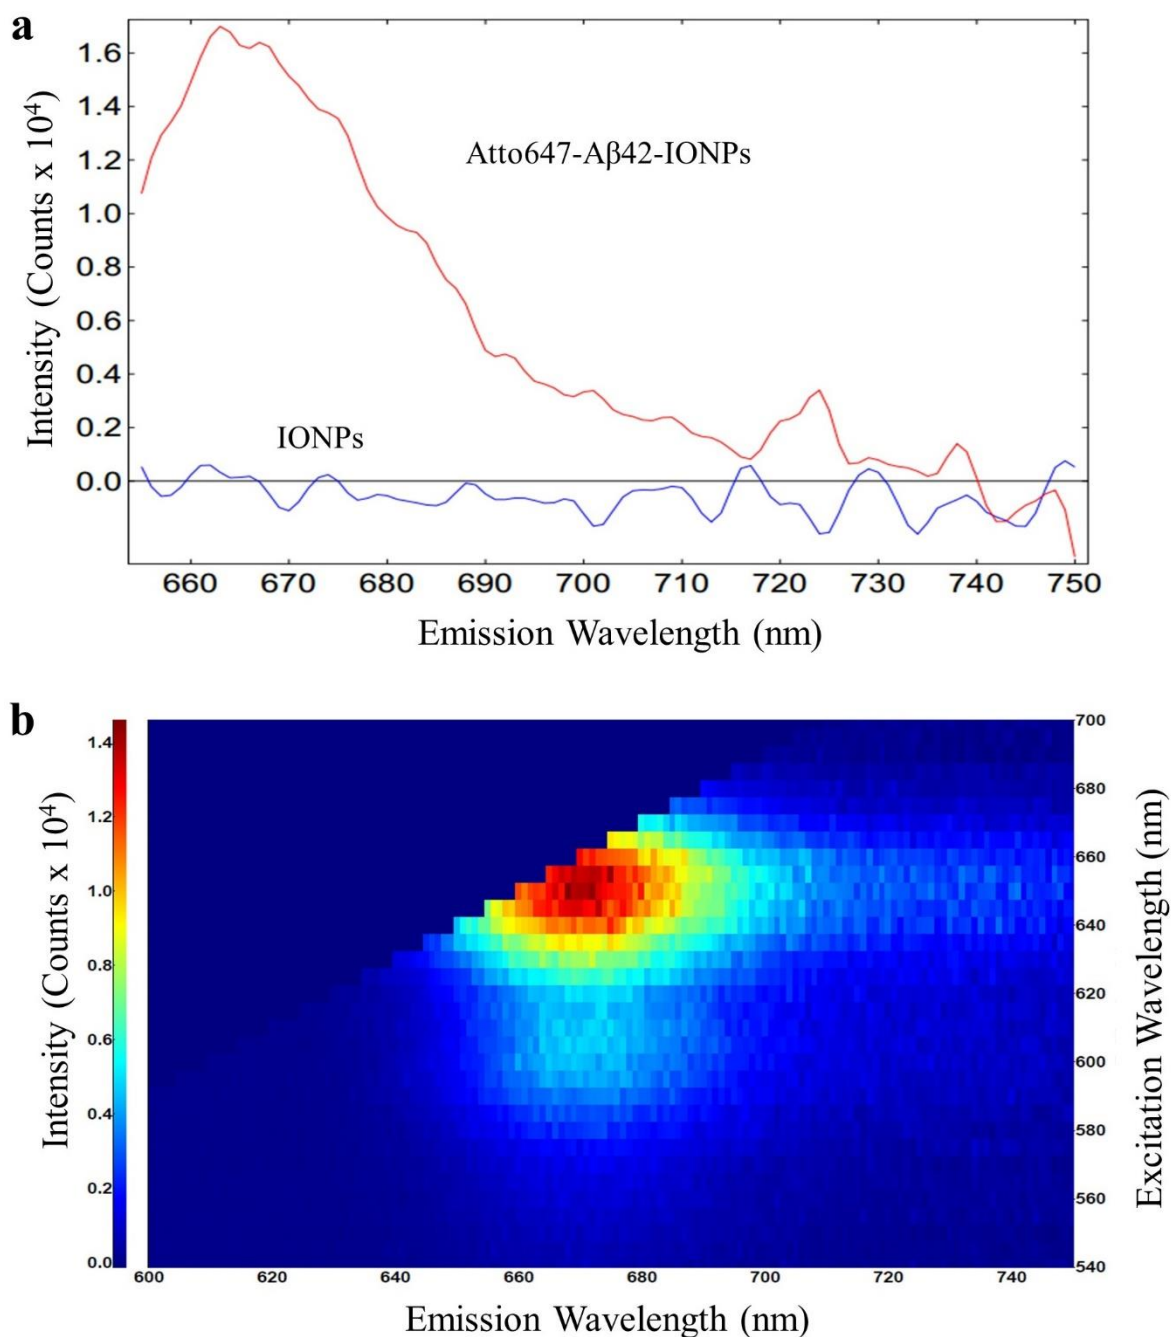 a
Intensity (Counts x 10⁴)
1.6
1.4
1.2
1.0
0.8
0.6
0.4
0.2
0.0
Atto647-Aβ42-IONPs
IONPs
660 670 680 690 700 710 720 730 740 750
Emission Wavelength (nm)
b
Intensity (Counts x 10⁴)
1.4
1.2
1.0
0.8
0.6
0.4
0.2
0.0
700
680
660
640
620
600
580
560
540
Excitation Wavelength (nm)
600 620 640 660 680 700 720 740
Emission Wavelength (nm)